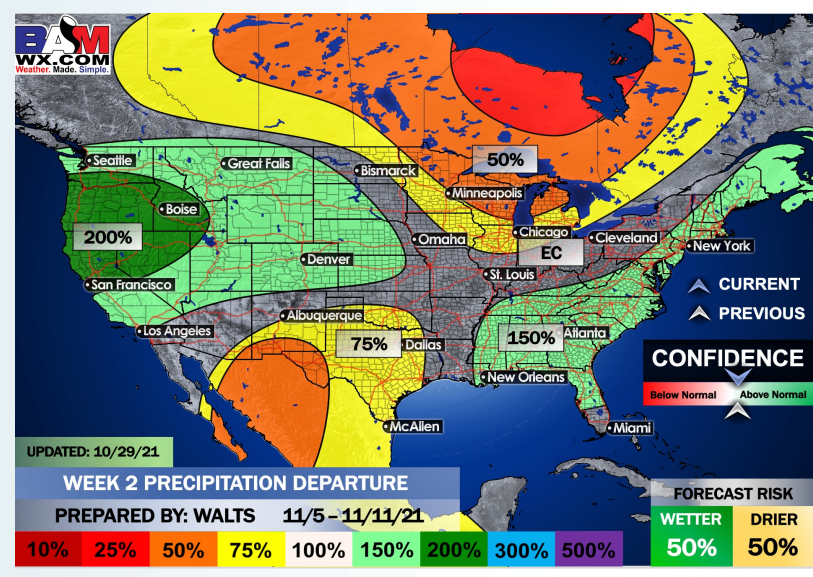 BAM
WX.COM
Weather. Made. Simple.
Seattle
Great Falls
Bismarck
50%
Minneapolis
Boise
200%
Omaha
Chicago
Cleveland
New York
EC
Denver
St. Louis
San Francisco
CURRENT
PREVIOUS
Los Angeles
Albuquerque
75%
Dallas
150%
Atlanta
CONFIDENCE
Below Normal
Above Normal
New Orleans
McAllen
Miami
UPDATED: 10/29/21
WEEK 2 PRECIPITATION DEPARTURE
PREPARED BY: WALTS 11/5 – 11/11/21
10% 25% 50% 75% 100% 150% 200% 300% 500%
FORECAST RISK
WETTER DRIER
50% 50%